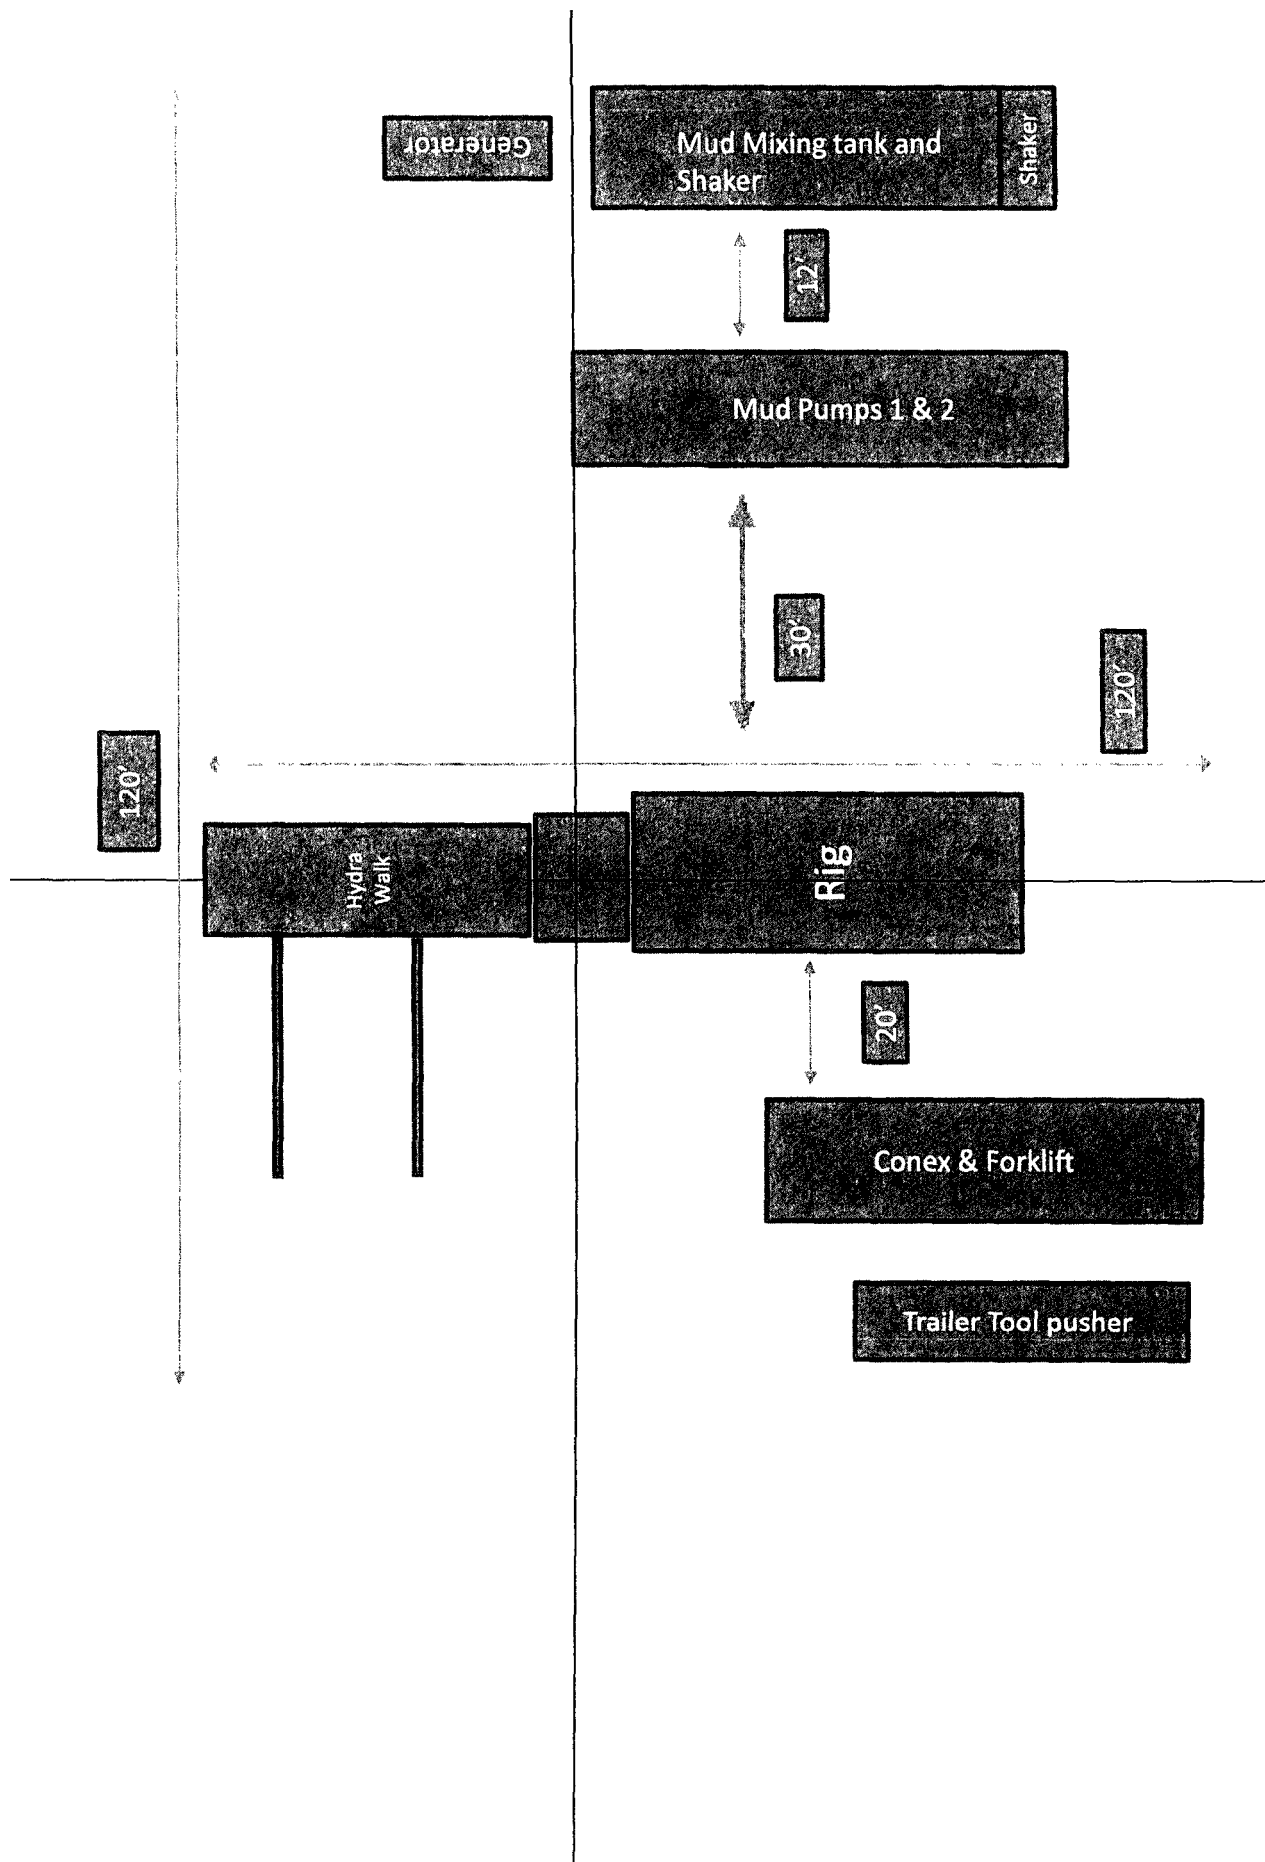 Generator
Mud Mixing tank and
Shaker
Shaker
12'
Mud Pumps 1 & 2
30'
120'
120'
Hydra
Walk
Rig
20'
Conex & Forklift
Trailer Tool pusher